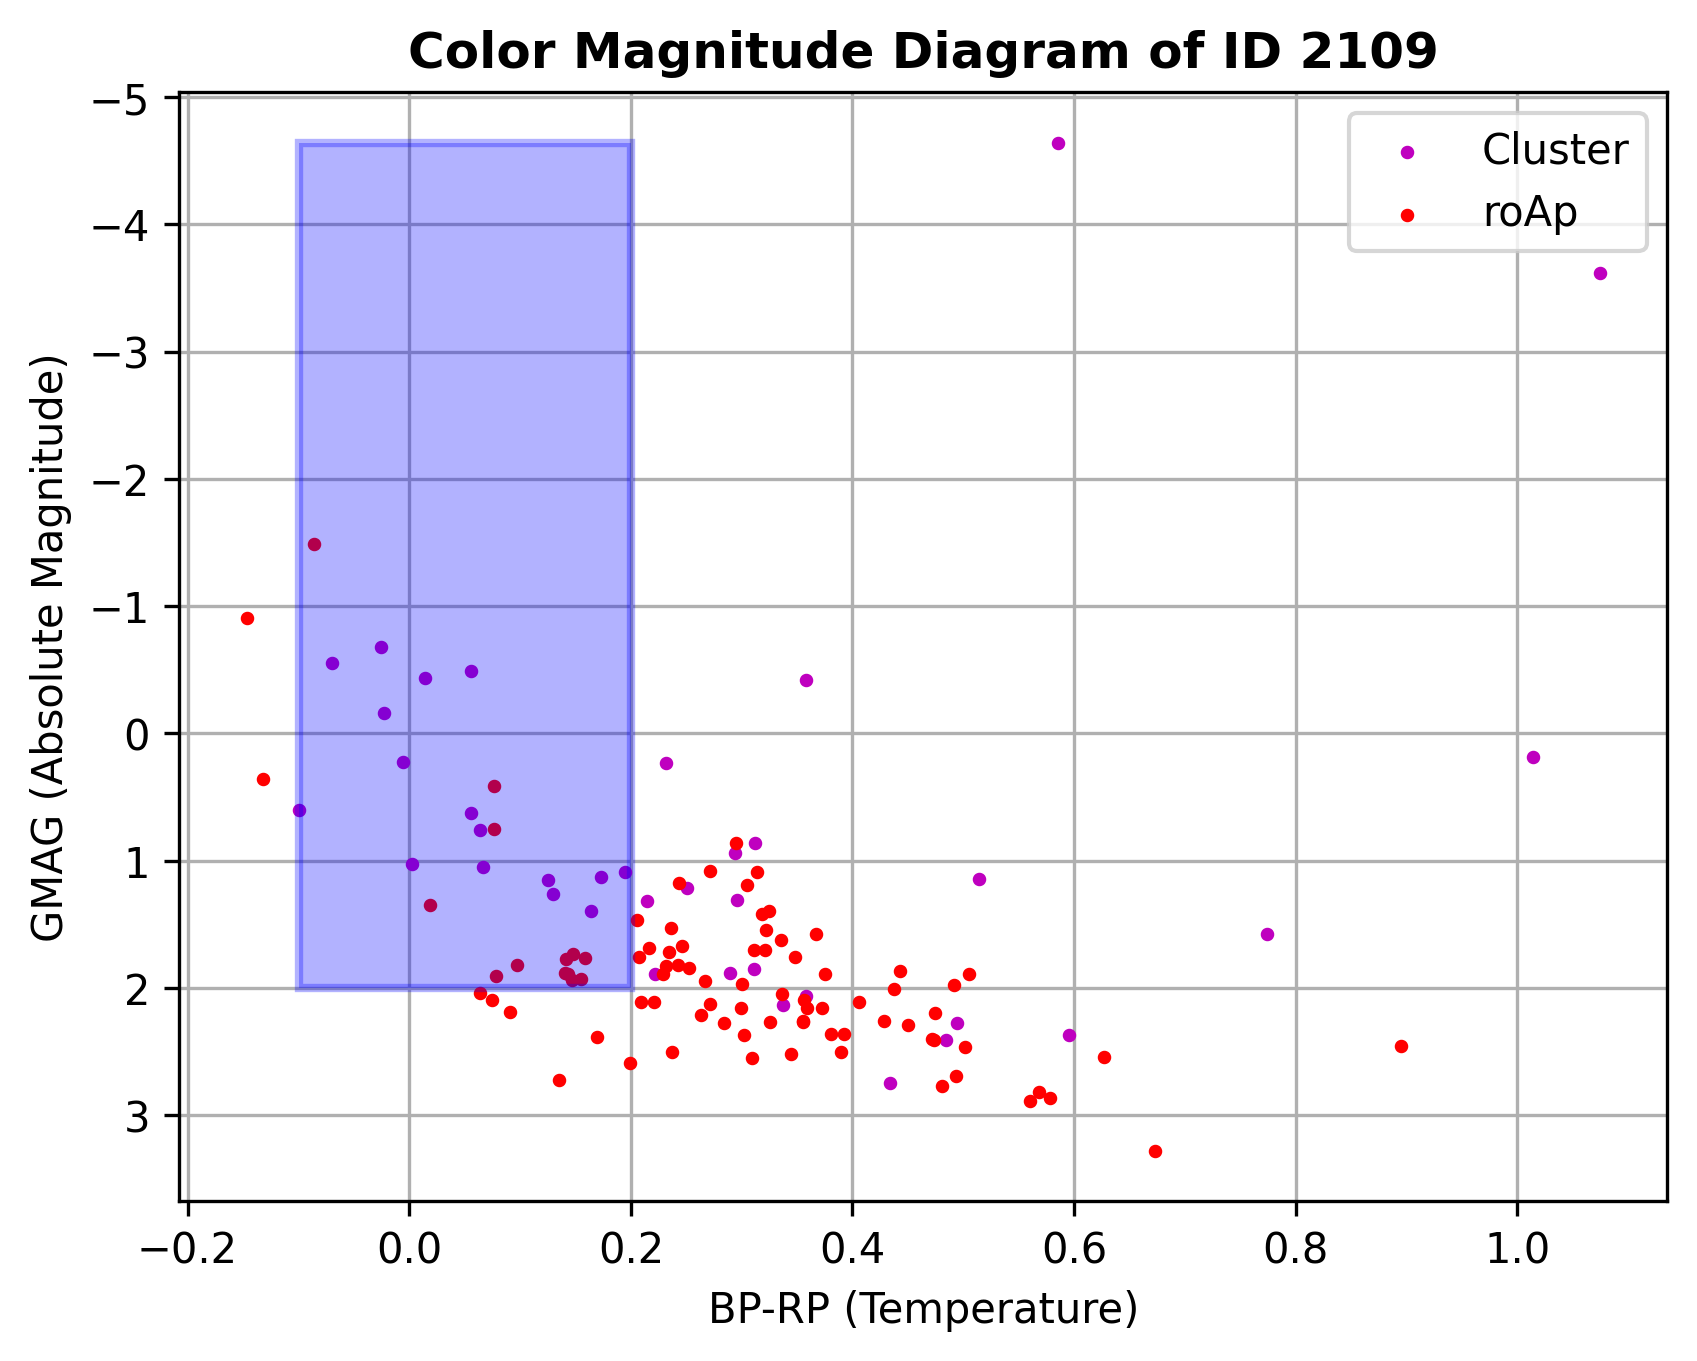 Color Magnitude Diagram of ID 2109
Cluster
roAp
GMAG (Absolute Magnitude)
−5
−4
−3
−2
−1
0
1
2
3
−0.2 0.0 0.2 0.4 0.6 0.8 1.0
BP-RP (Temperature)